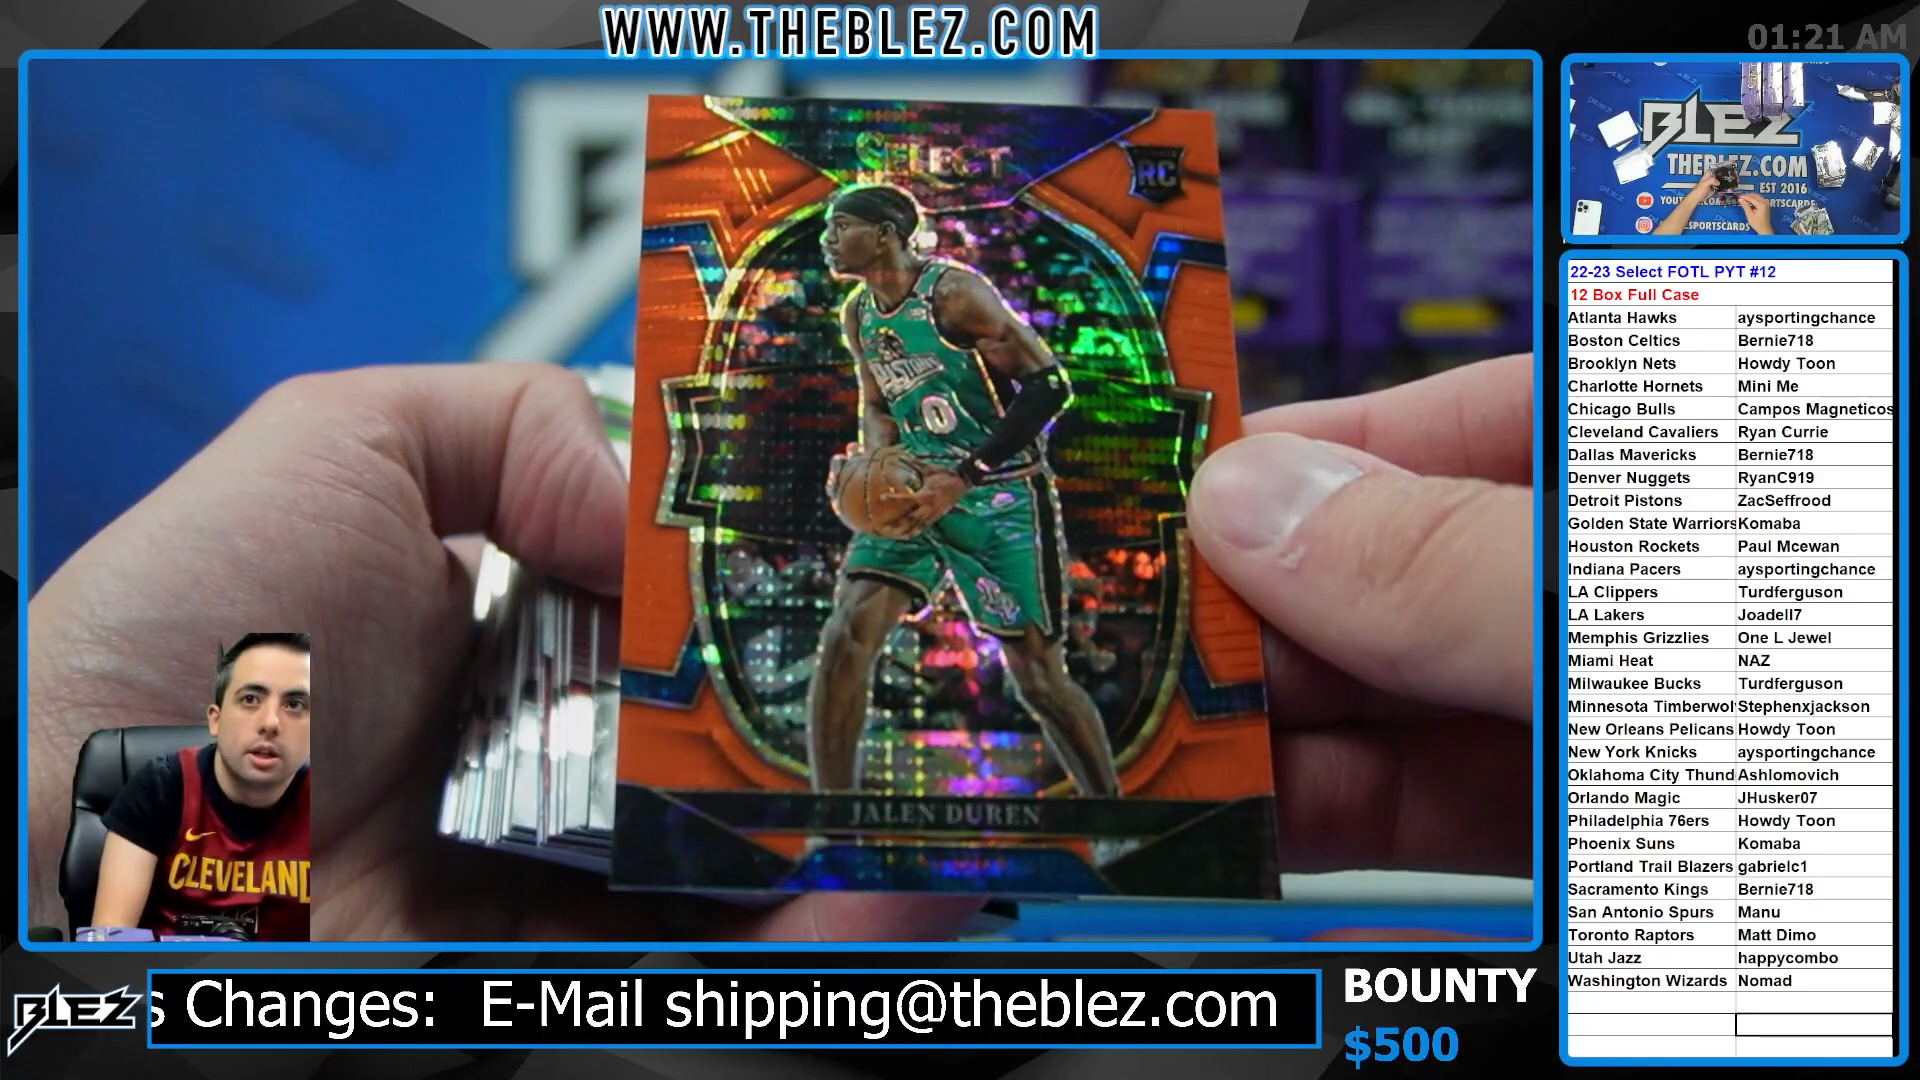 WWW.THEBLEZ.COM
01:21 AM
SELECT
RC
PISTONS
0
JALEN DUREN
CLEVELAND
BLEZ
THEBLEZ.COM
EST 2016
SPORTSCARDS
22-23 Select FOTL PYT #12
12 Box Full Case
Atlanta Hawks aysportingchance
Boston Celtics Bernie718
Brooklyn Nets Howdy Toon
Charlotte Hornets Mini Me
Chicago Bulls Campos Magneticos
Cleveland Cavaliers Ryan Currie
Dallas Mavericks Bernie718
Denver Nuggets RyanC919
Detroit Pistons ZacSeffrood
Golden State Warriors Komaba
Houston Rockets Paul Mcewan
Indiana Pacers aysportingchance
LA Clippers Turdferguson
LA Lakers Joadell7
Memphis Grizzlies One L Jewel
Miami Heat NAZ
Milwaukee Bucks Turdferguson
Minnesota Timberwol Stephenxjackson
New Orleans Pelicans Howdy Toon
New York Knicks aysportingchance
Oklahoma City Thund Ashlomovich
Orlando Magic JHusker07
Philadelphia 76ers Howdy Toon
Phoenix Suns Komaba
Portland Trail Blazers gabrielc1
Sacramento Kings Bernie718
San Antonio Spurs Manu
Toronto Raptors Matt Dimo
Utah Jazz happycombo
Washington Wizards Nomad
BLEZ
s Changes: E-Mail shipping@theblez.com
BOUNTY
$500